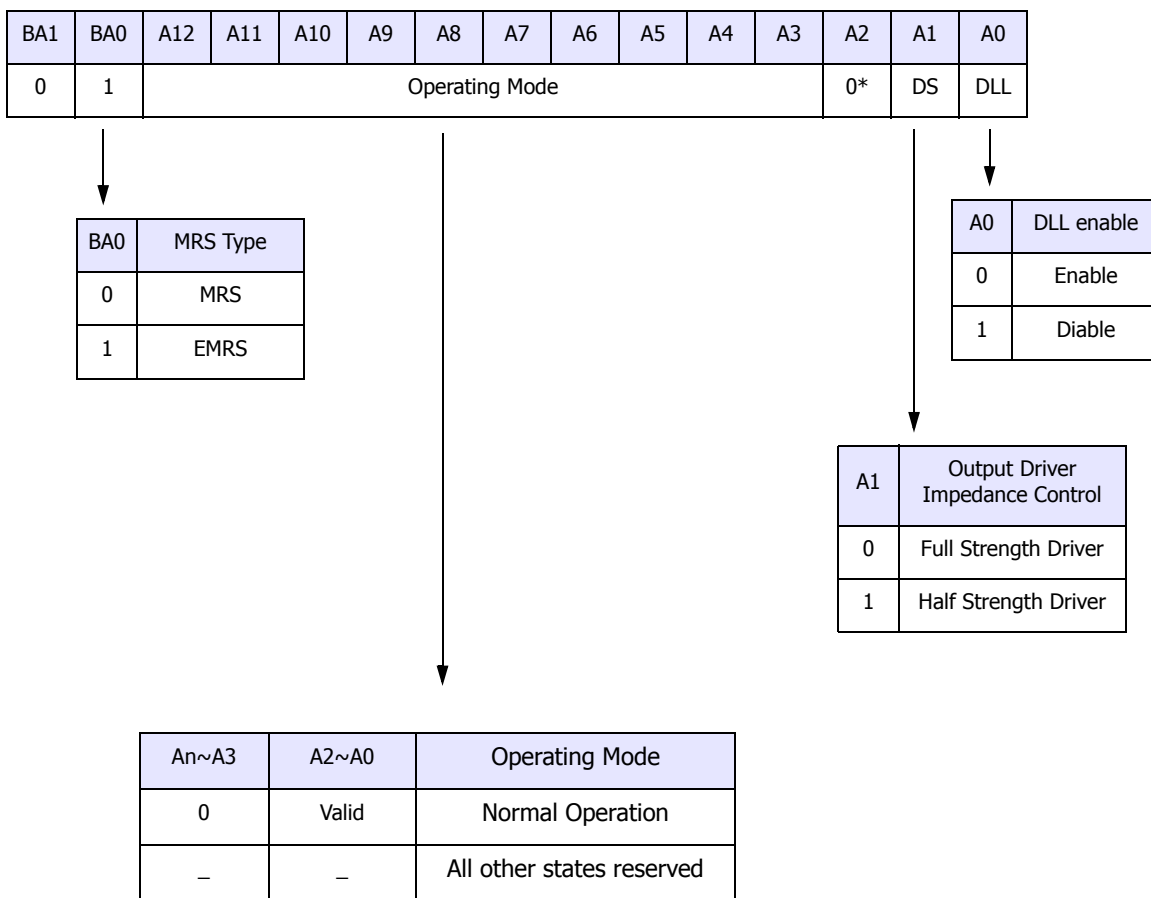 BA1 BA0 A12 A11 A10 A9 A8 A7 A6 A5 A4 A3 A2 A1 A0
0 1 Operating Mode 0* DS DLL
BA0 MRS Type
0 MRS
1 EMRS
A0 DLL enable
0 Enable
1 Diable
A1 Output Driver
Impedance Control
0 Full Strength Driver
1 Half Strength Driver
An~A3 A2~A0 Operating Mode
0 Valid Normal Operation
_ _ All other states reserved